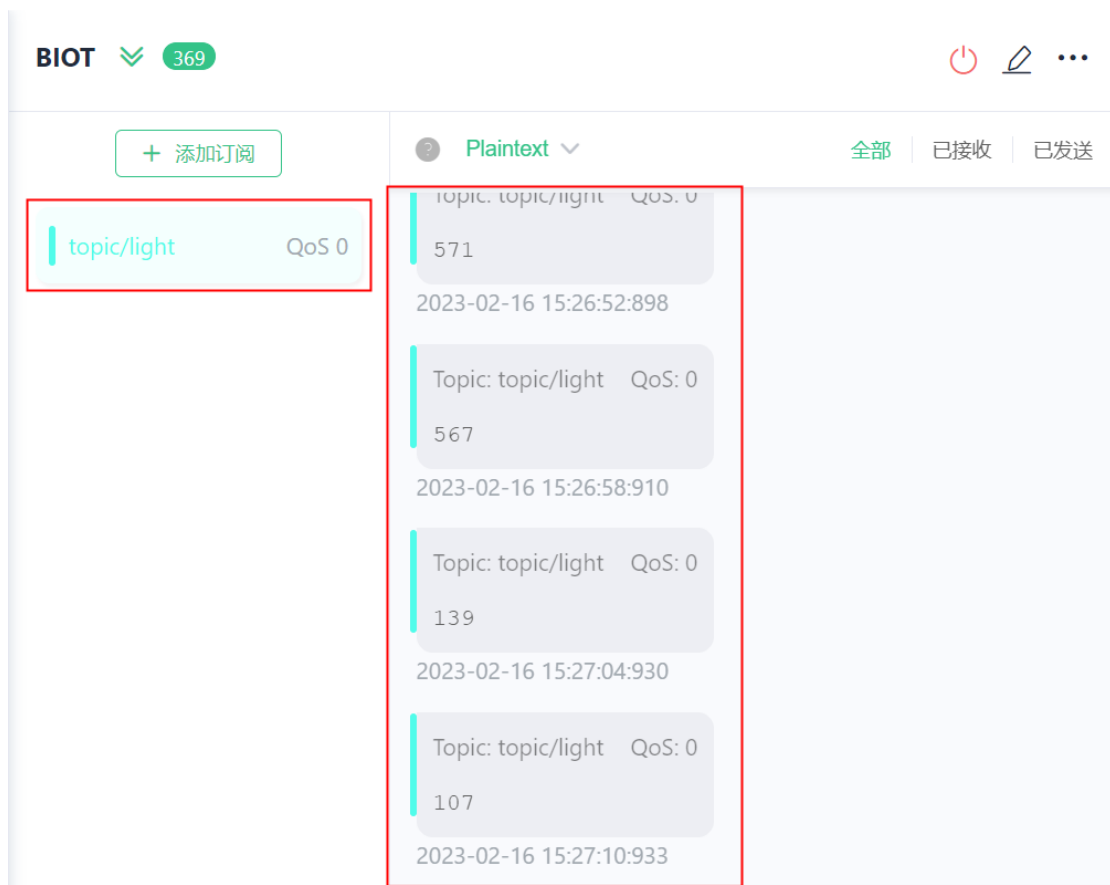 BIOT 369
+ 添加订阅
Plaintext 全部 已接收 已发送
topic/light QoS 0
Topic: topic/light QoS: 0
571
2023-02-16 15:26:52:898
Topic: topic/light QoS: 0
567
2023-02-16 15:26:58:910
Topic: topic/light QoS: 0
139
2023-02-16 15:27:04:930
Topic: topic/light QoS: 0
107
2023-02-16 15:27:10:933